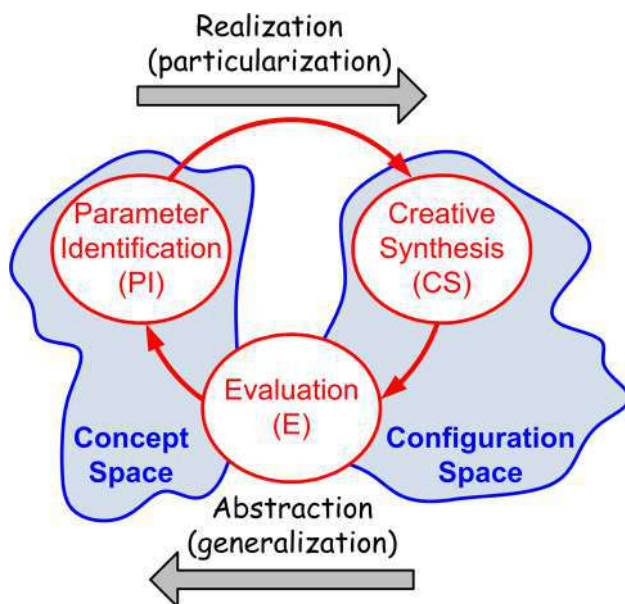 Realization
(particularization)
Parameter
Identification
(PI)
Creative
Synthesis
(CS)
Evaluation
(E)
Concept
Space
Configuration
Space
Abstraction
(generalization)